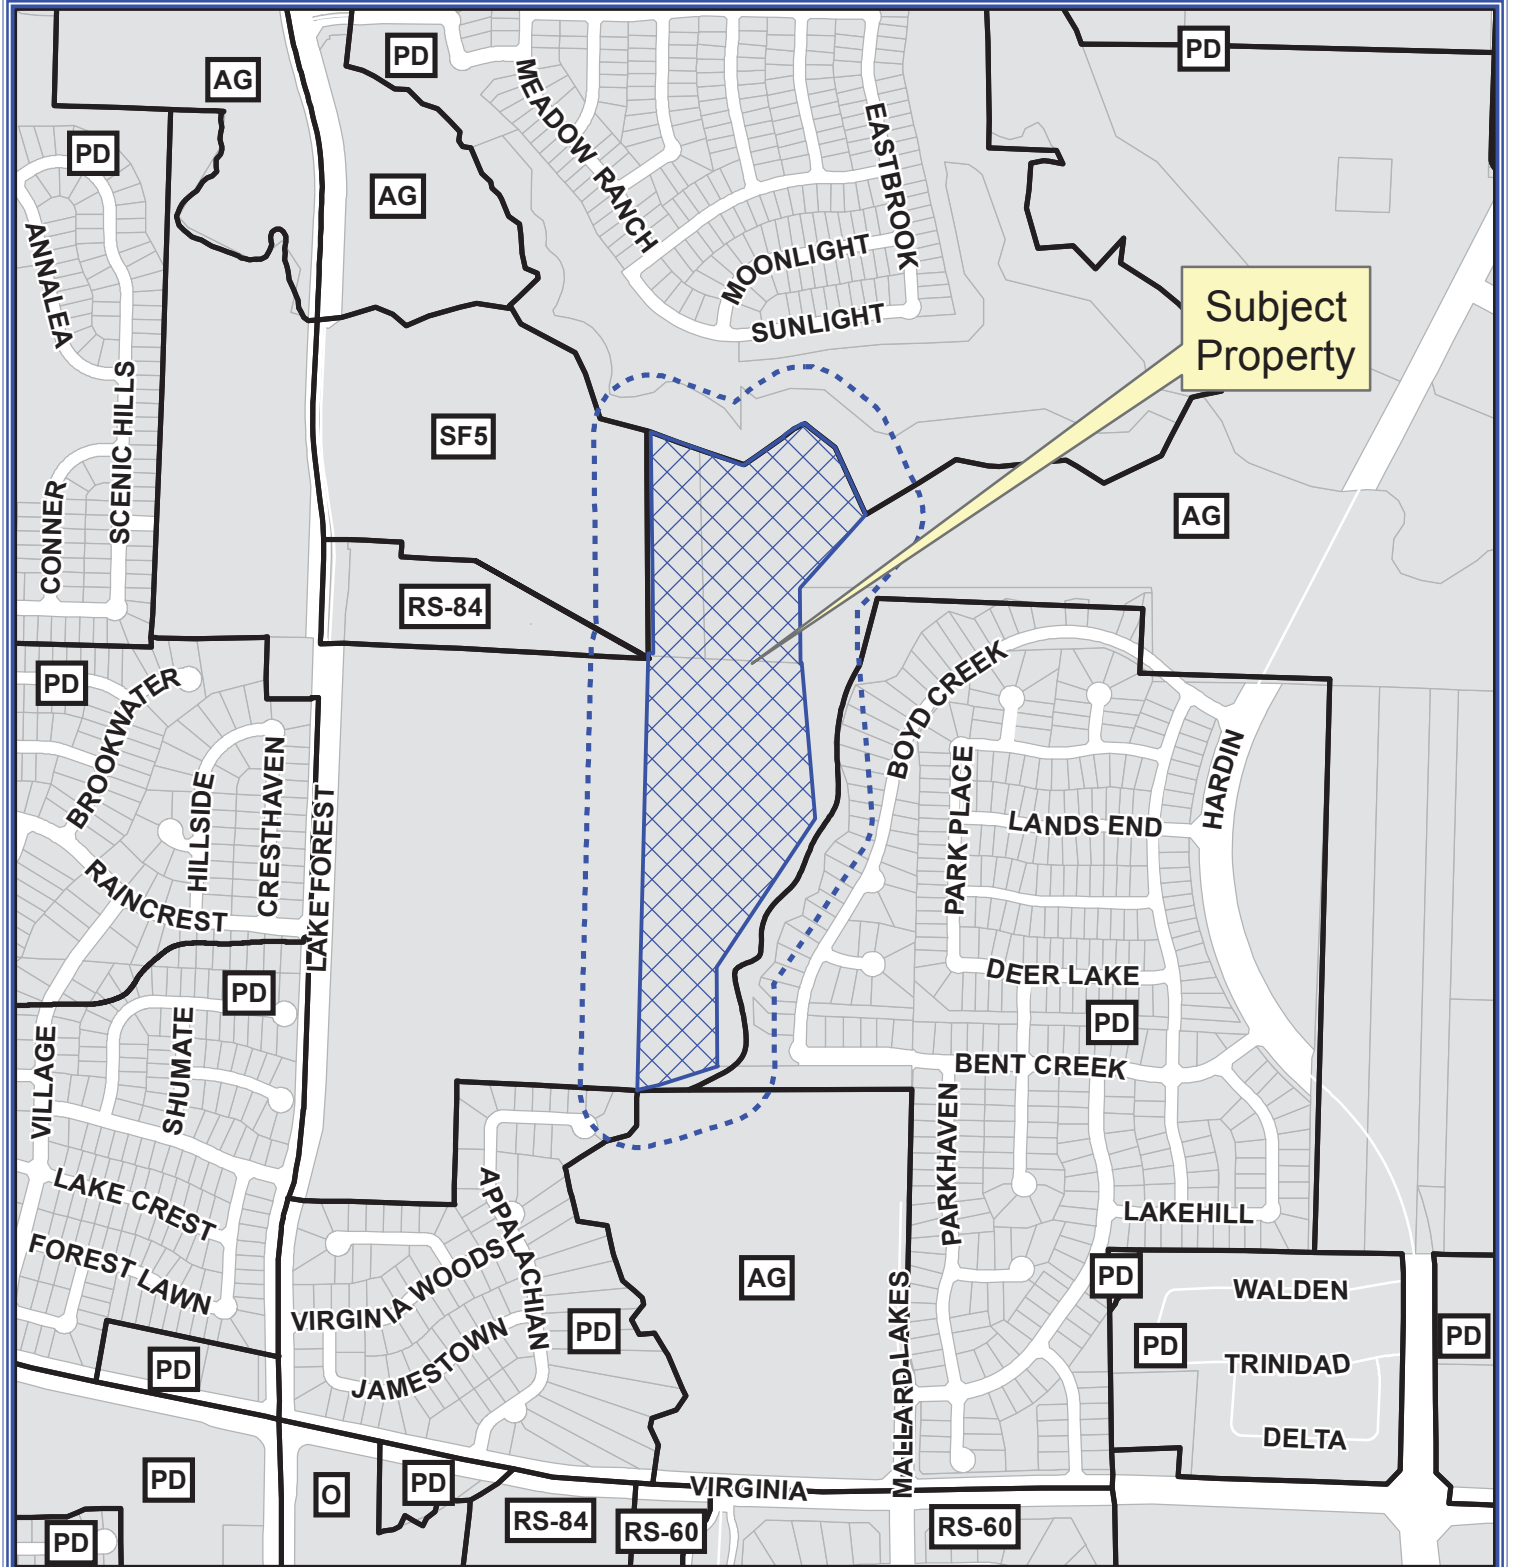 PD
PD
AG
MEADOW RANCH
EASTBROOK
PD
AG
ANNALEA
MOONLIGHT
SUNLIGHT
Subject
Property
SCENIC HILLS
SF5
CONNER
AG
RS-84
PD
BROOKWATER
BOYD CREEK
HILLSIDE
CRESTHAVEN
LAKE FOREST
PARK PLACE
HARDIN
LANDS END
RAINCREST
DEER LAKE
PD
PD
VILLAGE
SHUMATE
BENT CREEK
PARKHAVEN
LAKE CREST
APPALACHIAN
LAKEHILL
FOREST LAWN
VIRGINIA WOODS
AG
PD
WALDEN
JAMESTOWN
PD
MALLARD LAKES
PD
TRINIDAD
PD
PD
DELTA
PD
O
PD
VIRGINIA
RS-84
RS-60
RS-60
PD